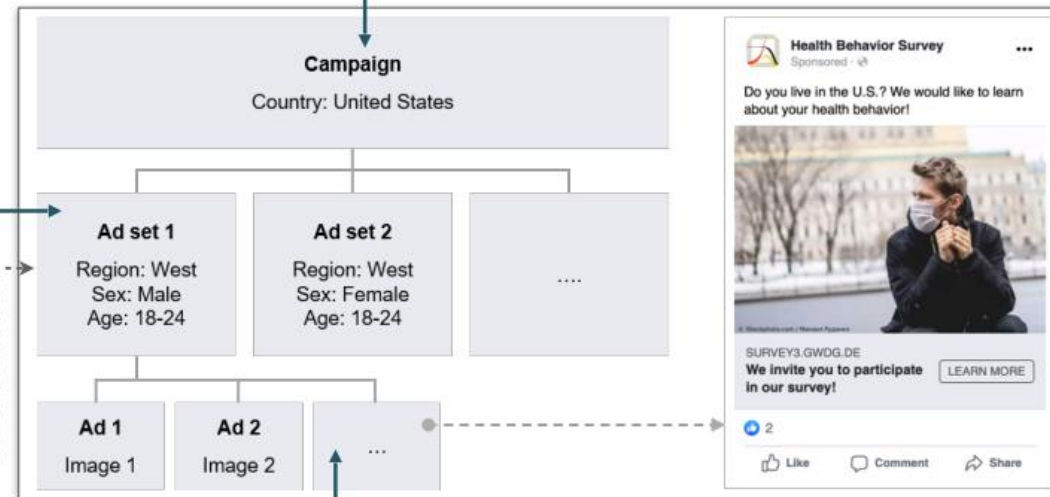 Campaign
Country: United States
Ad set 1
Region: West
Sex: Male
Age: 18-24
Ad set 2
Region: West
Sex: Female
Age: 18-24
....
Ad 1
Image 1
Ad 2
Image 2
...
Health Behavior Survey
Sponsored ·
Do you live in the U.S.? We would like to learn
about your health behavior!
SURVEY3.GWDG.DE
We invite you to participate
in our survey!
LEARN MORE
2
Like
Comment
Share